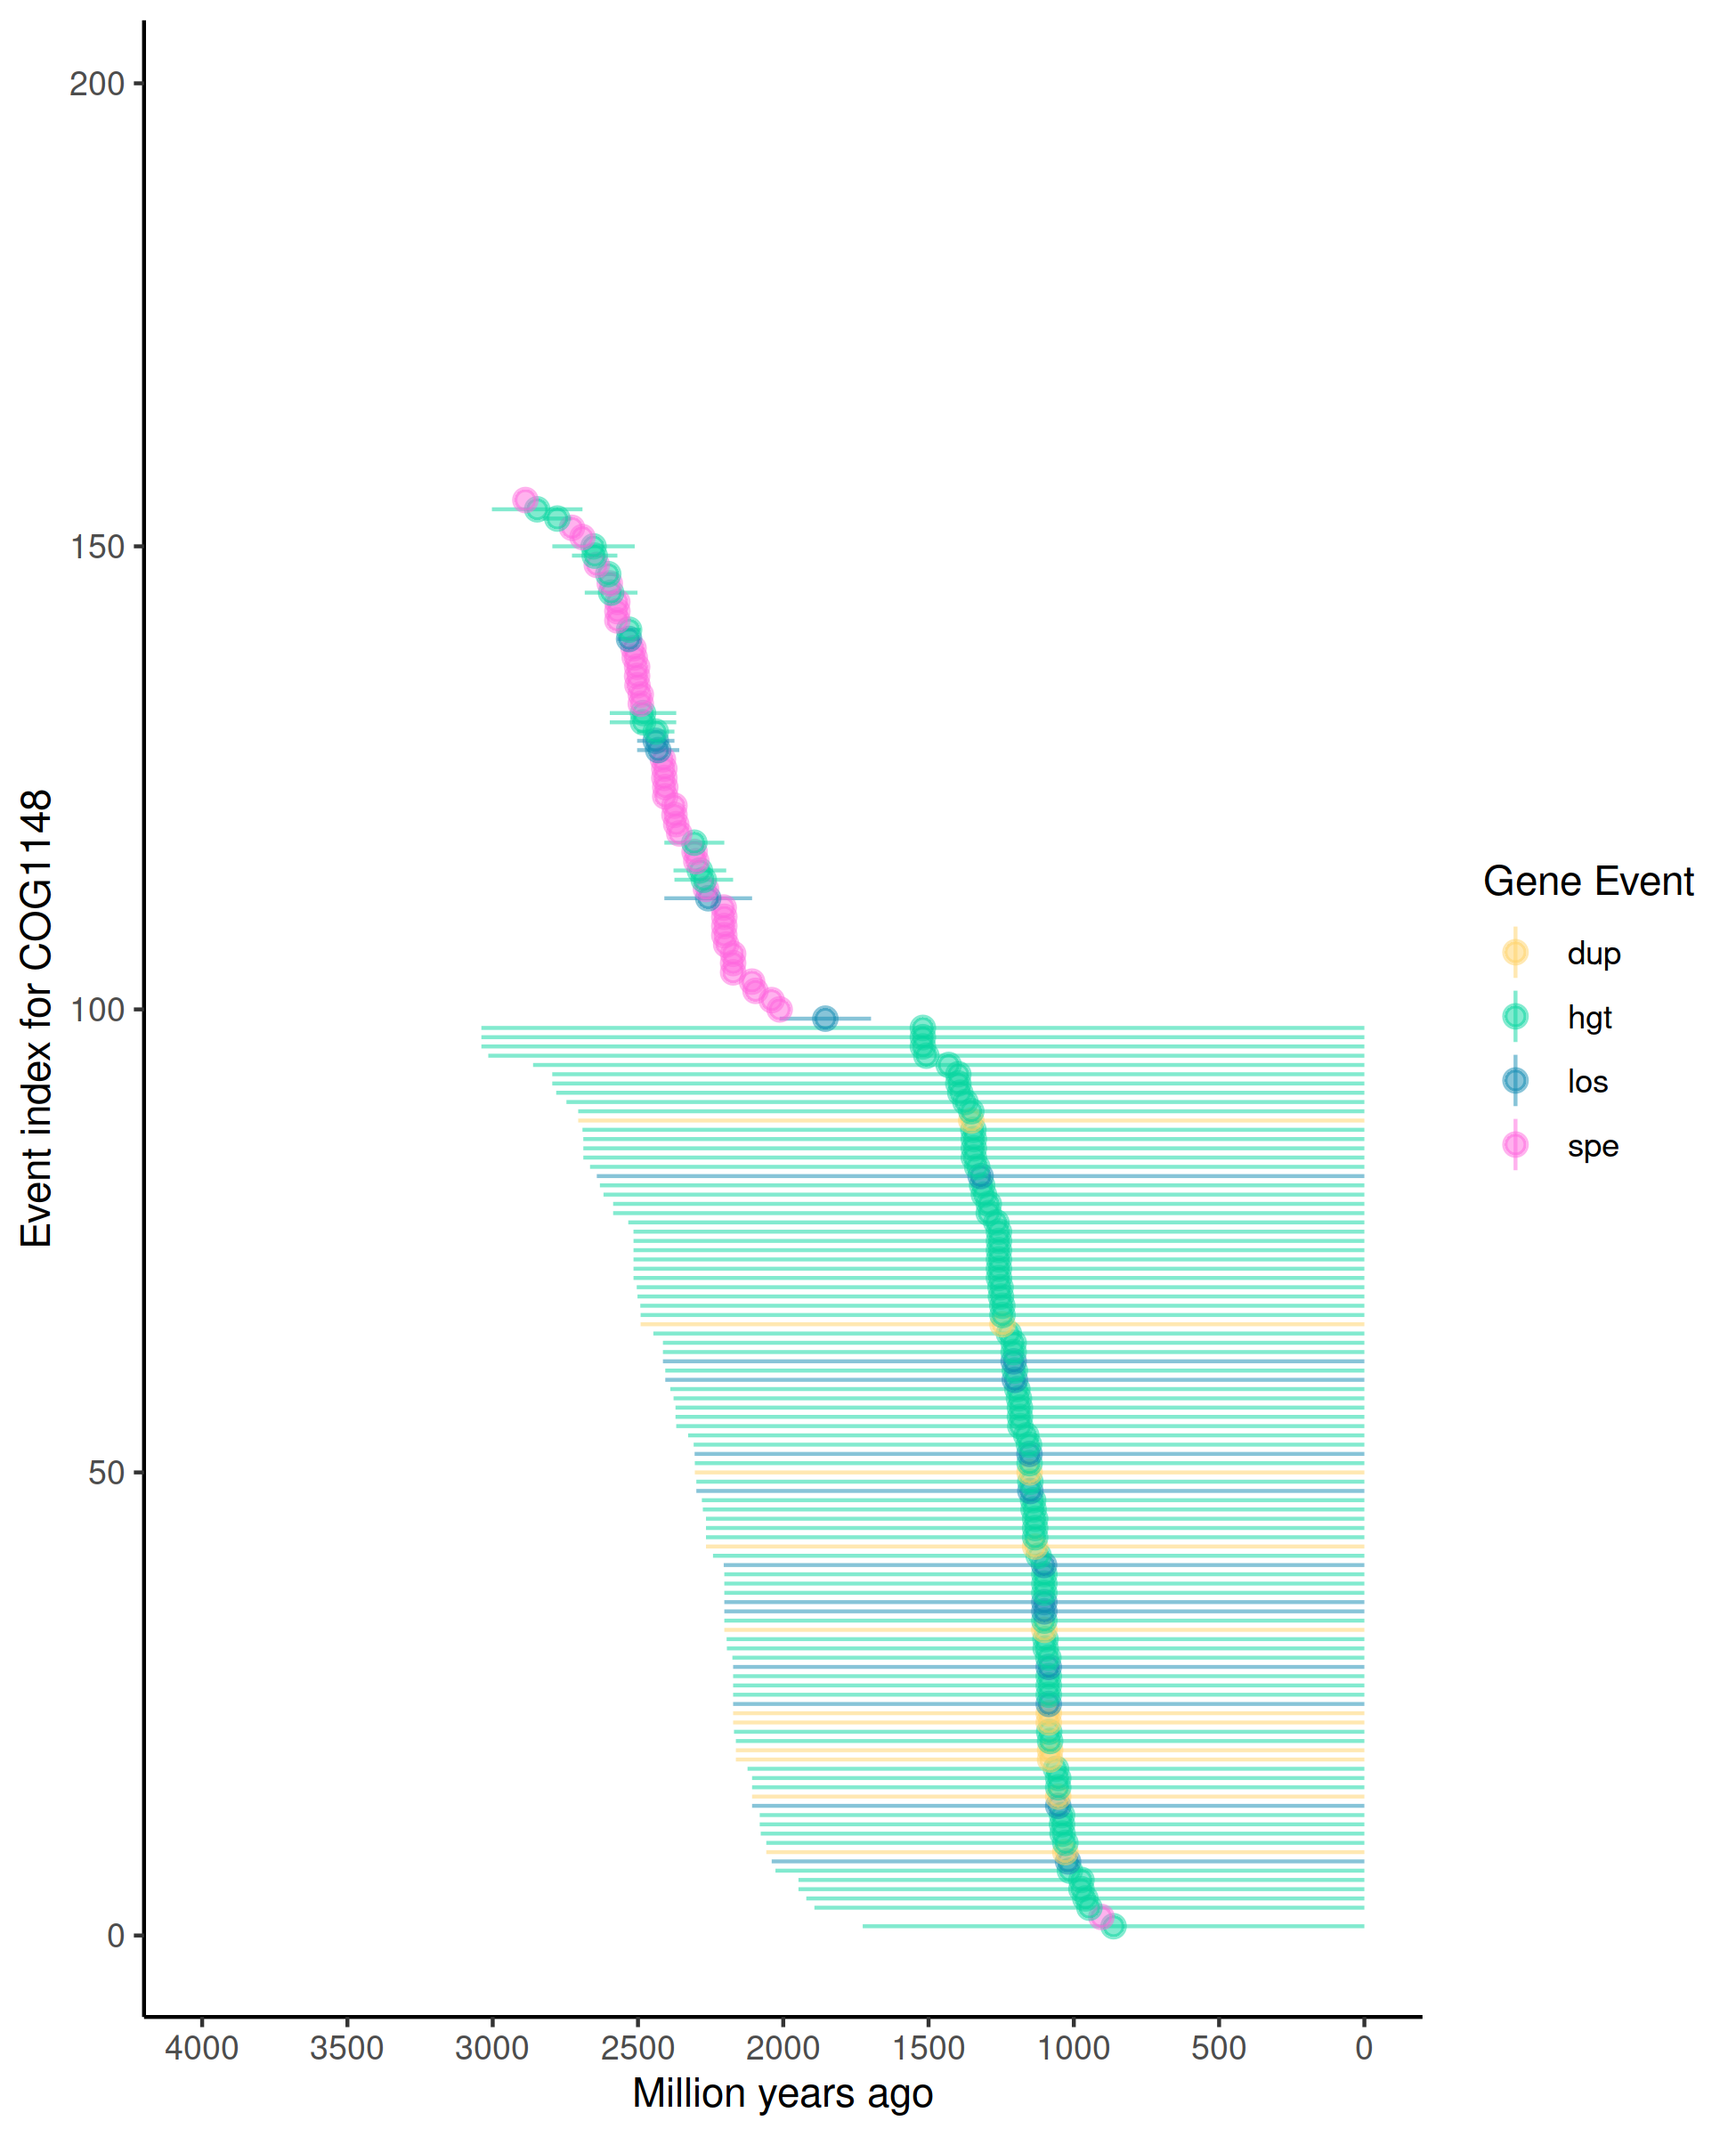 200
150
100
50
0
Event index for COG1148
4000 3500 3000 2500 2000 1500 1000 500 0
Million years ago
Gene Event
dup
hgt
los
spe